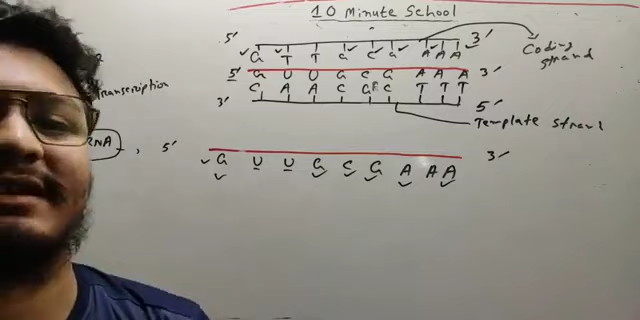 10 Minute School
5′ 3′
G T T G C G A A A
Coding strand
5′ G U U G C G A A A 3′
Transcription
C A A C G C T T T
3′ 5′
Template strand
RNA, 5′ 3′
G U U G C G A A A